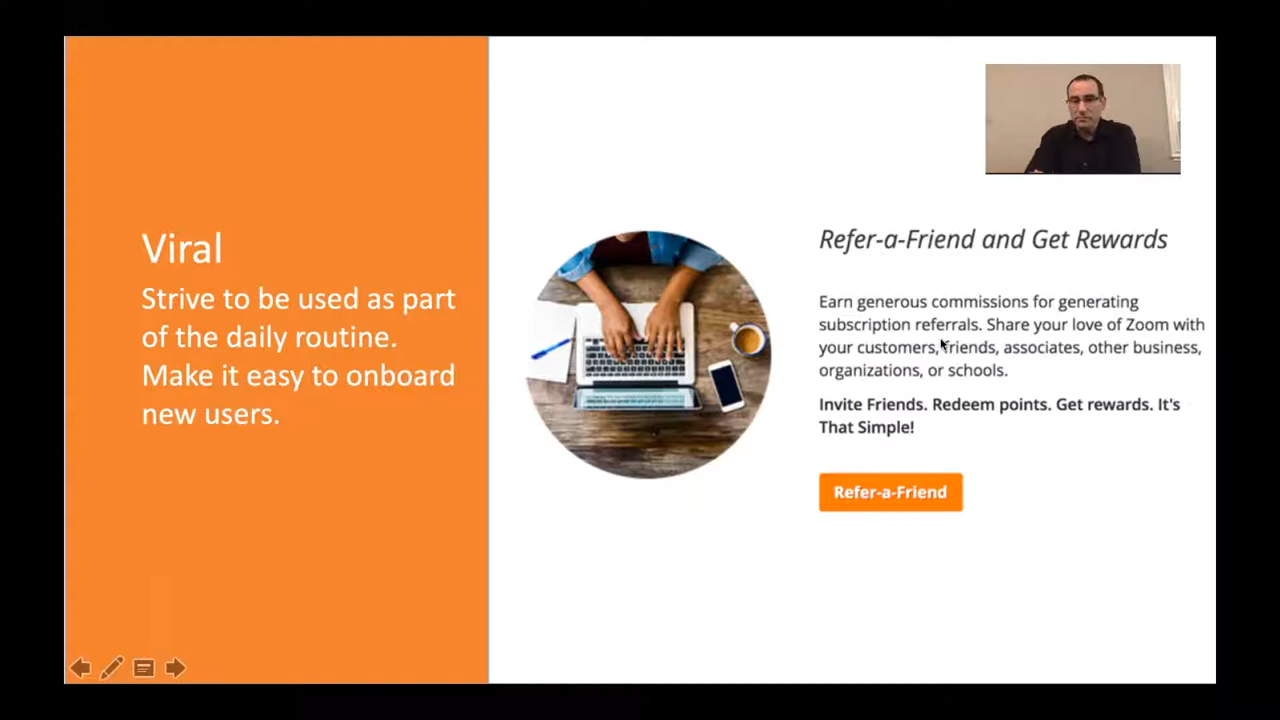 Viral
Strive to be used as part
of the daily routine.
Make it easy to onboard
new users.
Refer-a-Friend and Get Rewards
Earn generous commissions for generating
subscription referrals. Share your love of Zoom with
your customers, friends, associates, other business,
organizations, or schools.
Invite Friends. Redeem points. Get rewards. It's
That Simple!
Refer-a-Friend